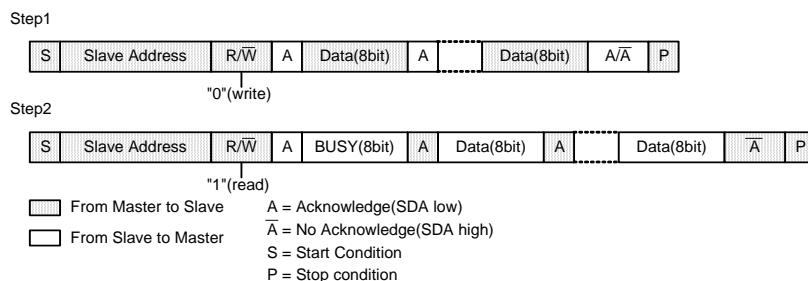 Step1
S Slave Address R/W̅ A Data(8bit) A Data(8bit) A/A̅ P
"0"(write)
Step2
S Slave Address R/W̅ A BUSY(8bit) A Data(8bit) A Data(8bit) A̅ P
"1"(read)
From Master to Slave
From Slave to Master
A = Acknowledge(SDA low)
A̅ = No Acknowledge(SDA high)
S = Start Condition
P = Stop condition